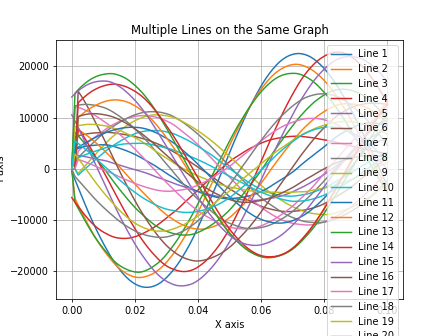 Multiple Lines on the Same Graph
20000
10000
0
−10000
−20000
0.00
0.02
0.04
0.06
X axis
Line 1
Line 2
Line 3
Line 4
Line 5
Line 6
Line 7
Line 8
Line 9
Line 10
Line 11
Line 12
Line 13
Line 14
Line 15
Line 16
Line 17
Line 18
Line 19
Line 20